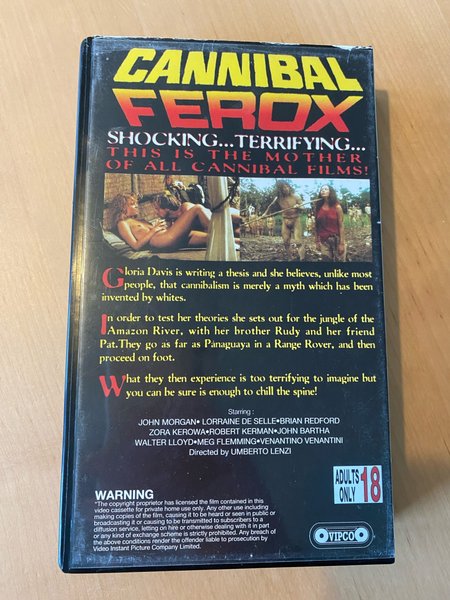 CANNIBAL
FEROX
SHOCKING...TERRIFYING...
THIS IS THE MOTHER
OF ALL CANNIBAL FILMS!
Gloria Davis is writing a thesis and she believes, unlike most
people, that cannibalism is merely a myth which has been
invented by whites.
In order to test her theories she sets out for the jungle of the
Amazon River, with her brother Rudy and her friend
Pat.They go as far as Panaguaya in a Range Rover, and then
proceed on foot.
What they then experience is too terrifying to imagine but
you can be sure is enough to chill the spine!
Starring :
JOHN MORGAN• LORRAINE DE SELLE•BRIAN REDFORD
ZORA KEROWA•ROBERT KERMAN•JOHN BARTHA
WALTER LLOYD•MEG FLEMMING•VENANTINO VENANTINI
Directed by UMBERTO LENZI
WARNING
"The copyright proprietor has licensed the film contained in this
video cassette for private home use only. Any other use including
making copies of the film, causing it to be heard or seen in public or
broadcasting it or causing to be transmitted to subscribers to a
diffusion service, letting on hire or otherwise dealing with it in part
or any kind of exchange scheme is strictly prohibited. Any breach of
the above conditions render the offender liable to prosecution by
Video Instant Picture Company Limited.
ADULTS
ONLY 18
VIPCO